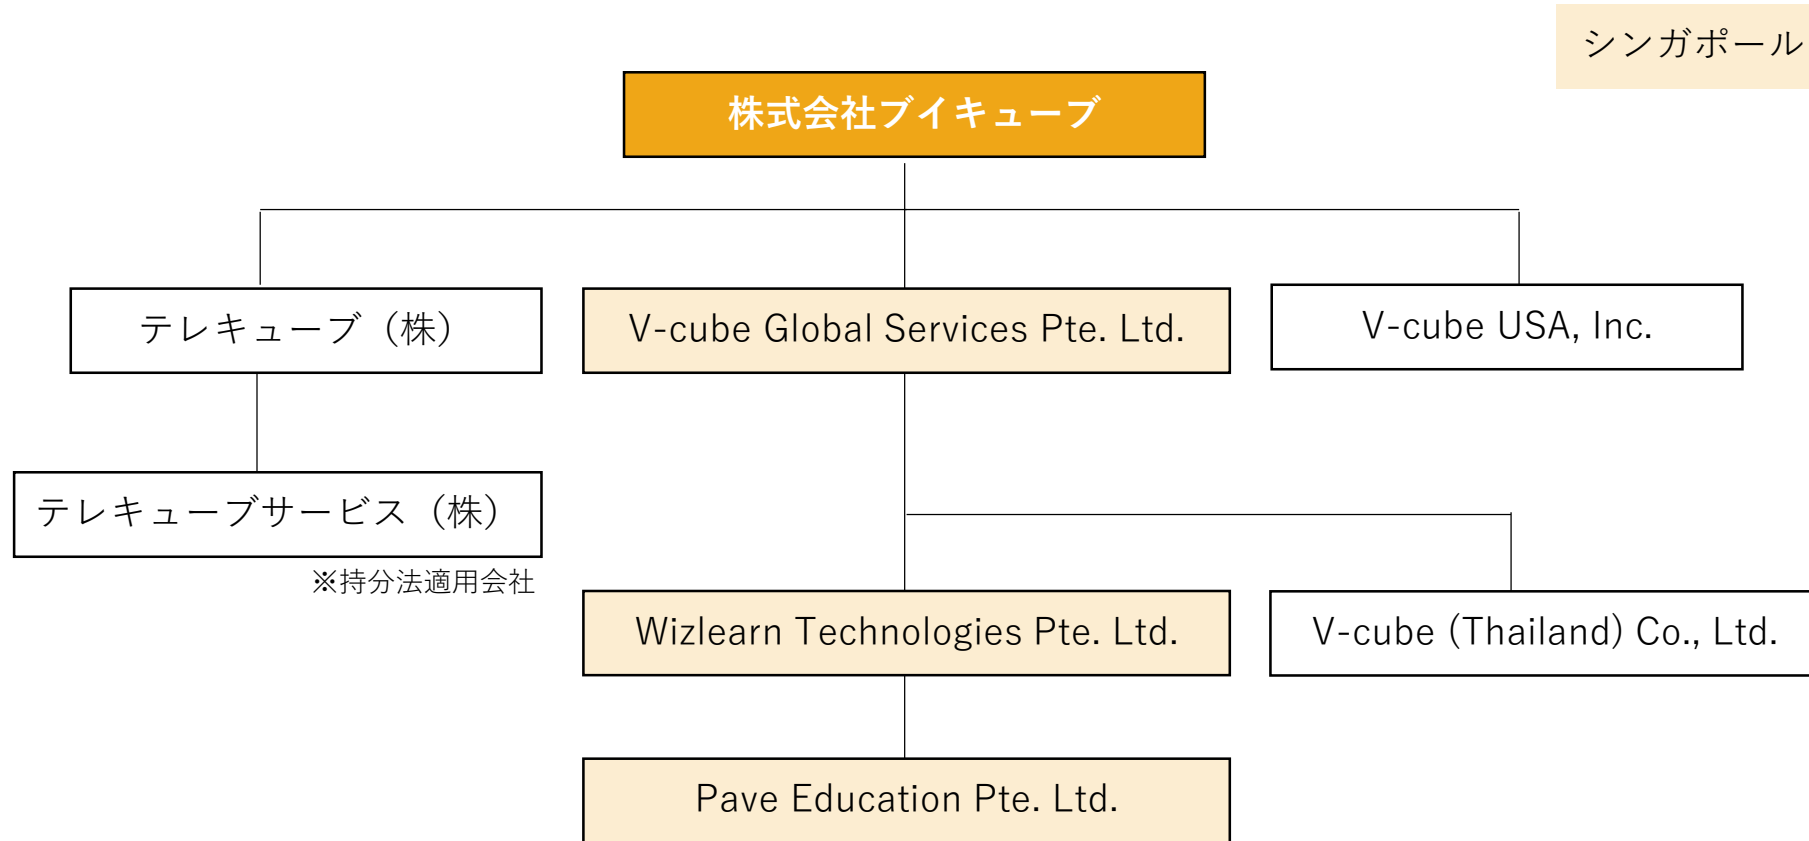 シンガポール
株式会社ブイキューブ
テレキューブ（株）
V-cube Global Services Pte. Ltd.
V-cube USA, Inc.
テレキューブサービス（株）
※持分法適用会社
Wizlearn Technologies Pte. Ltd.
V-cube (Thailand) Co., Ltd.
Pave Education Pte. Ltd.